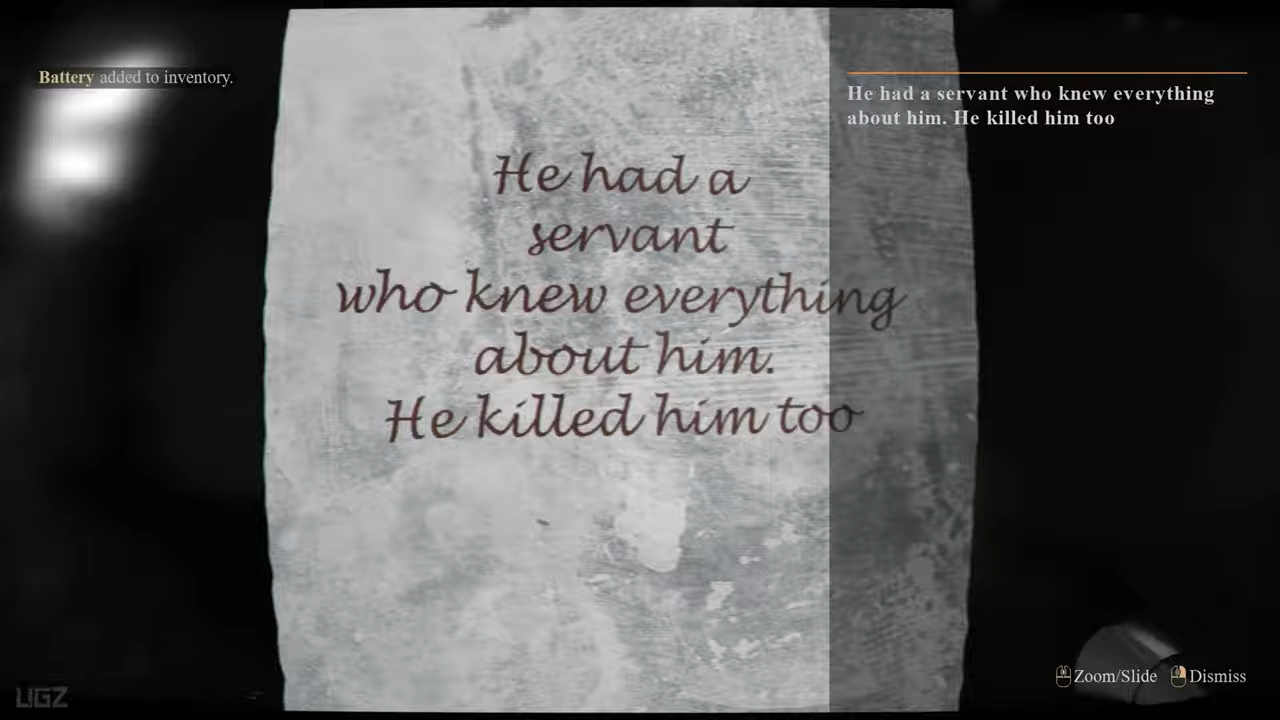 Battery added to inventory.
He had a servant who knew everything
about him. He killed him too
He had a
servant
who knew everything
about him.
He killed him too
Zoom/Slide Dismiss
UGZ